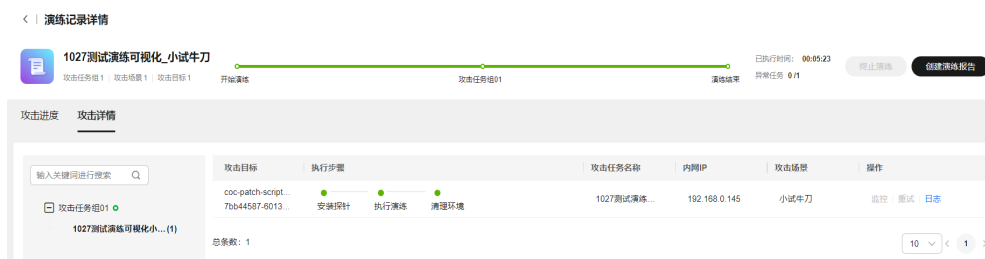 演练记录详情
1027测试演练可视化_小试牛刀
攻击任务组 1 | 攻击场景 1 | 攻击目标 1
开始演练
攻击任务组01
演练结束
已执行时间: 00:05:23
异常任务 0 /1
终止演练
创建演练报告
攻击进度 攻击详情
输入关键词进行搜索
攻击任务组01
1027测试演练可视化小... (1)
攻击目标 执行步骤 攻击任务名称 内网IP 攻击场景 操作
coc-patch-script...
7bb44587-6013...
安装探针 执行演练 清理环境
1027测试演练... 192.168.0.145 小试牛刀 监控 重试 日志
总条数: 1
10 1